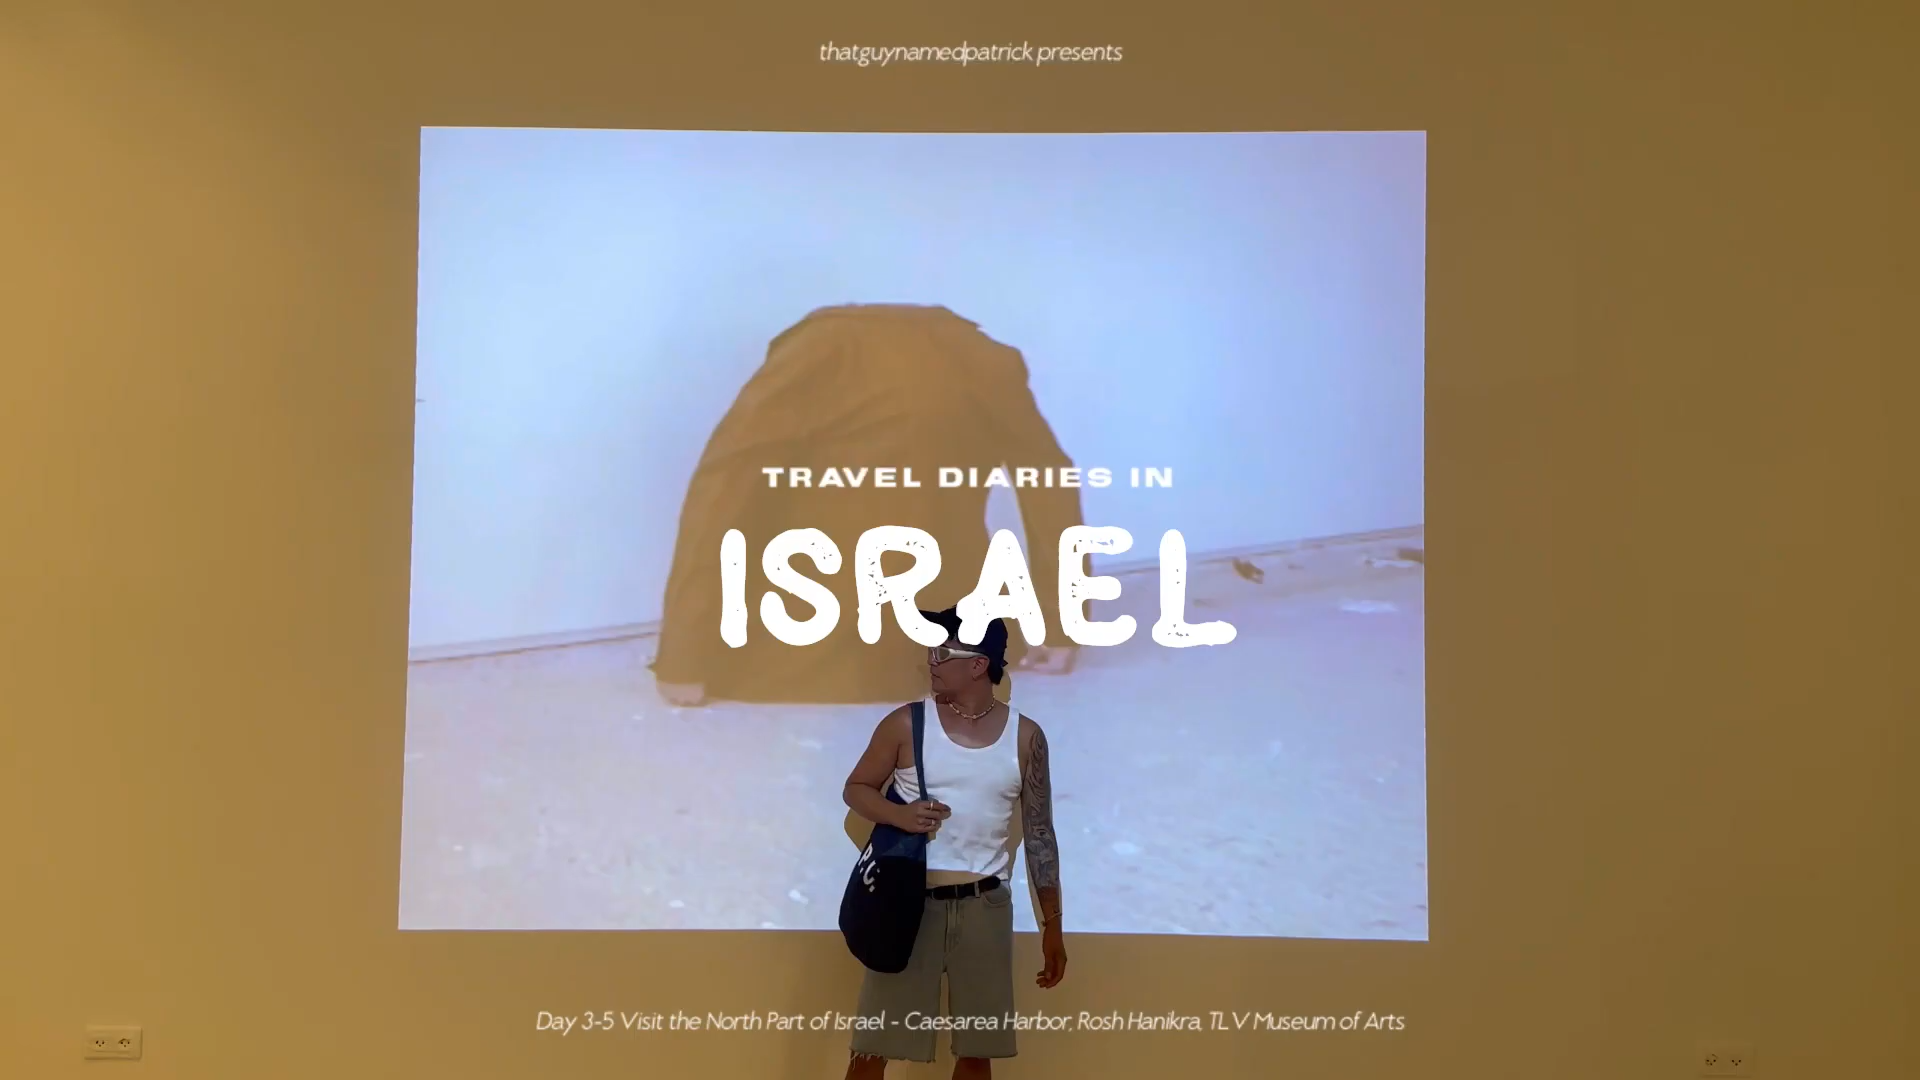 thatguynamedpatrick presents
TRAVEL DIARIES IN
ISRAEL
P.C.
Day 3-5 Visit the North Part of Israel - Caesarea Harbor, Rosh Hanikra, TLV Museum of Arts